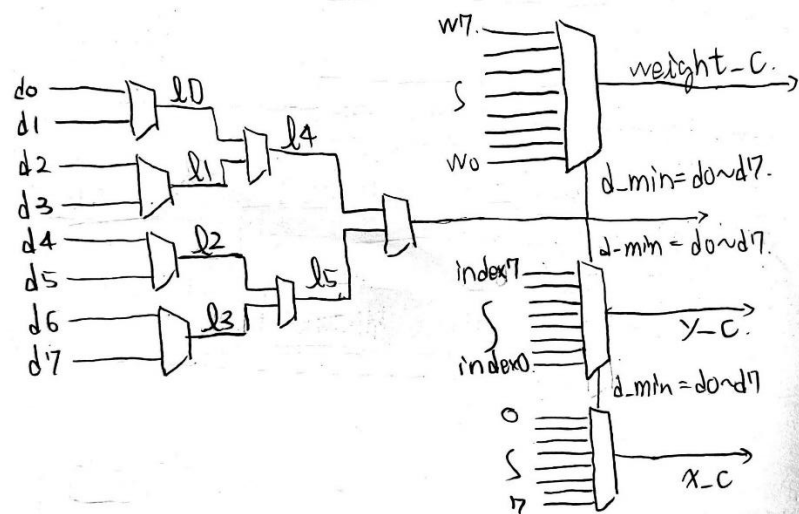 d0
d1
d2
d3
d4
d5
d6
d7
l0
l1
l2
l3
l4
l5
w7.
w0
weight_c.
d_min=d0~d7.
d_min=d0~d7.
index7
index0.
y_c.
d_min=d0~d7
0
7
x_c